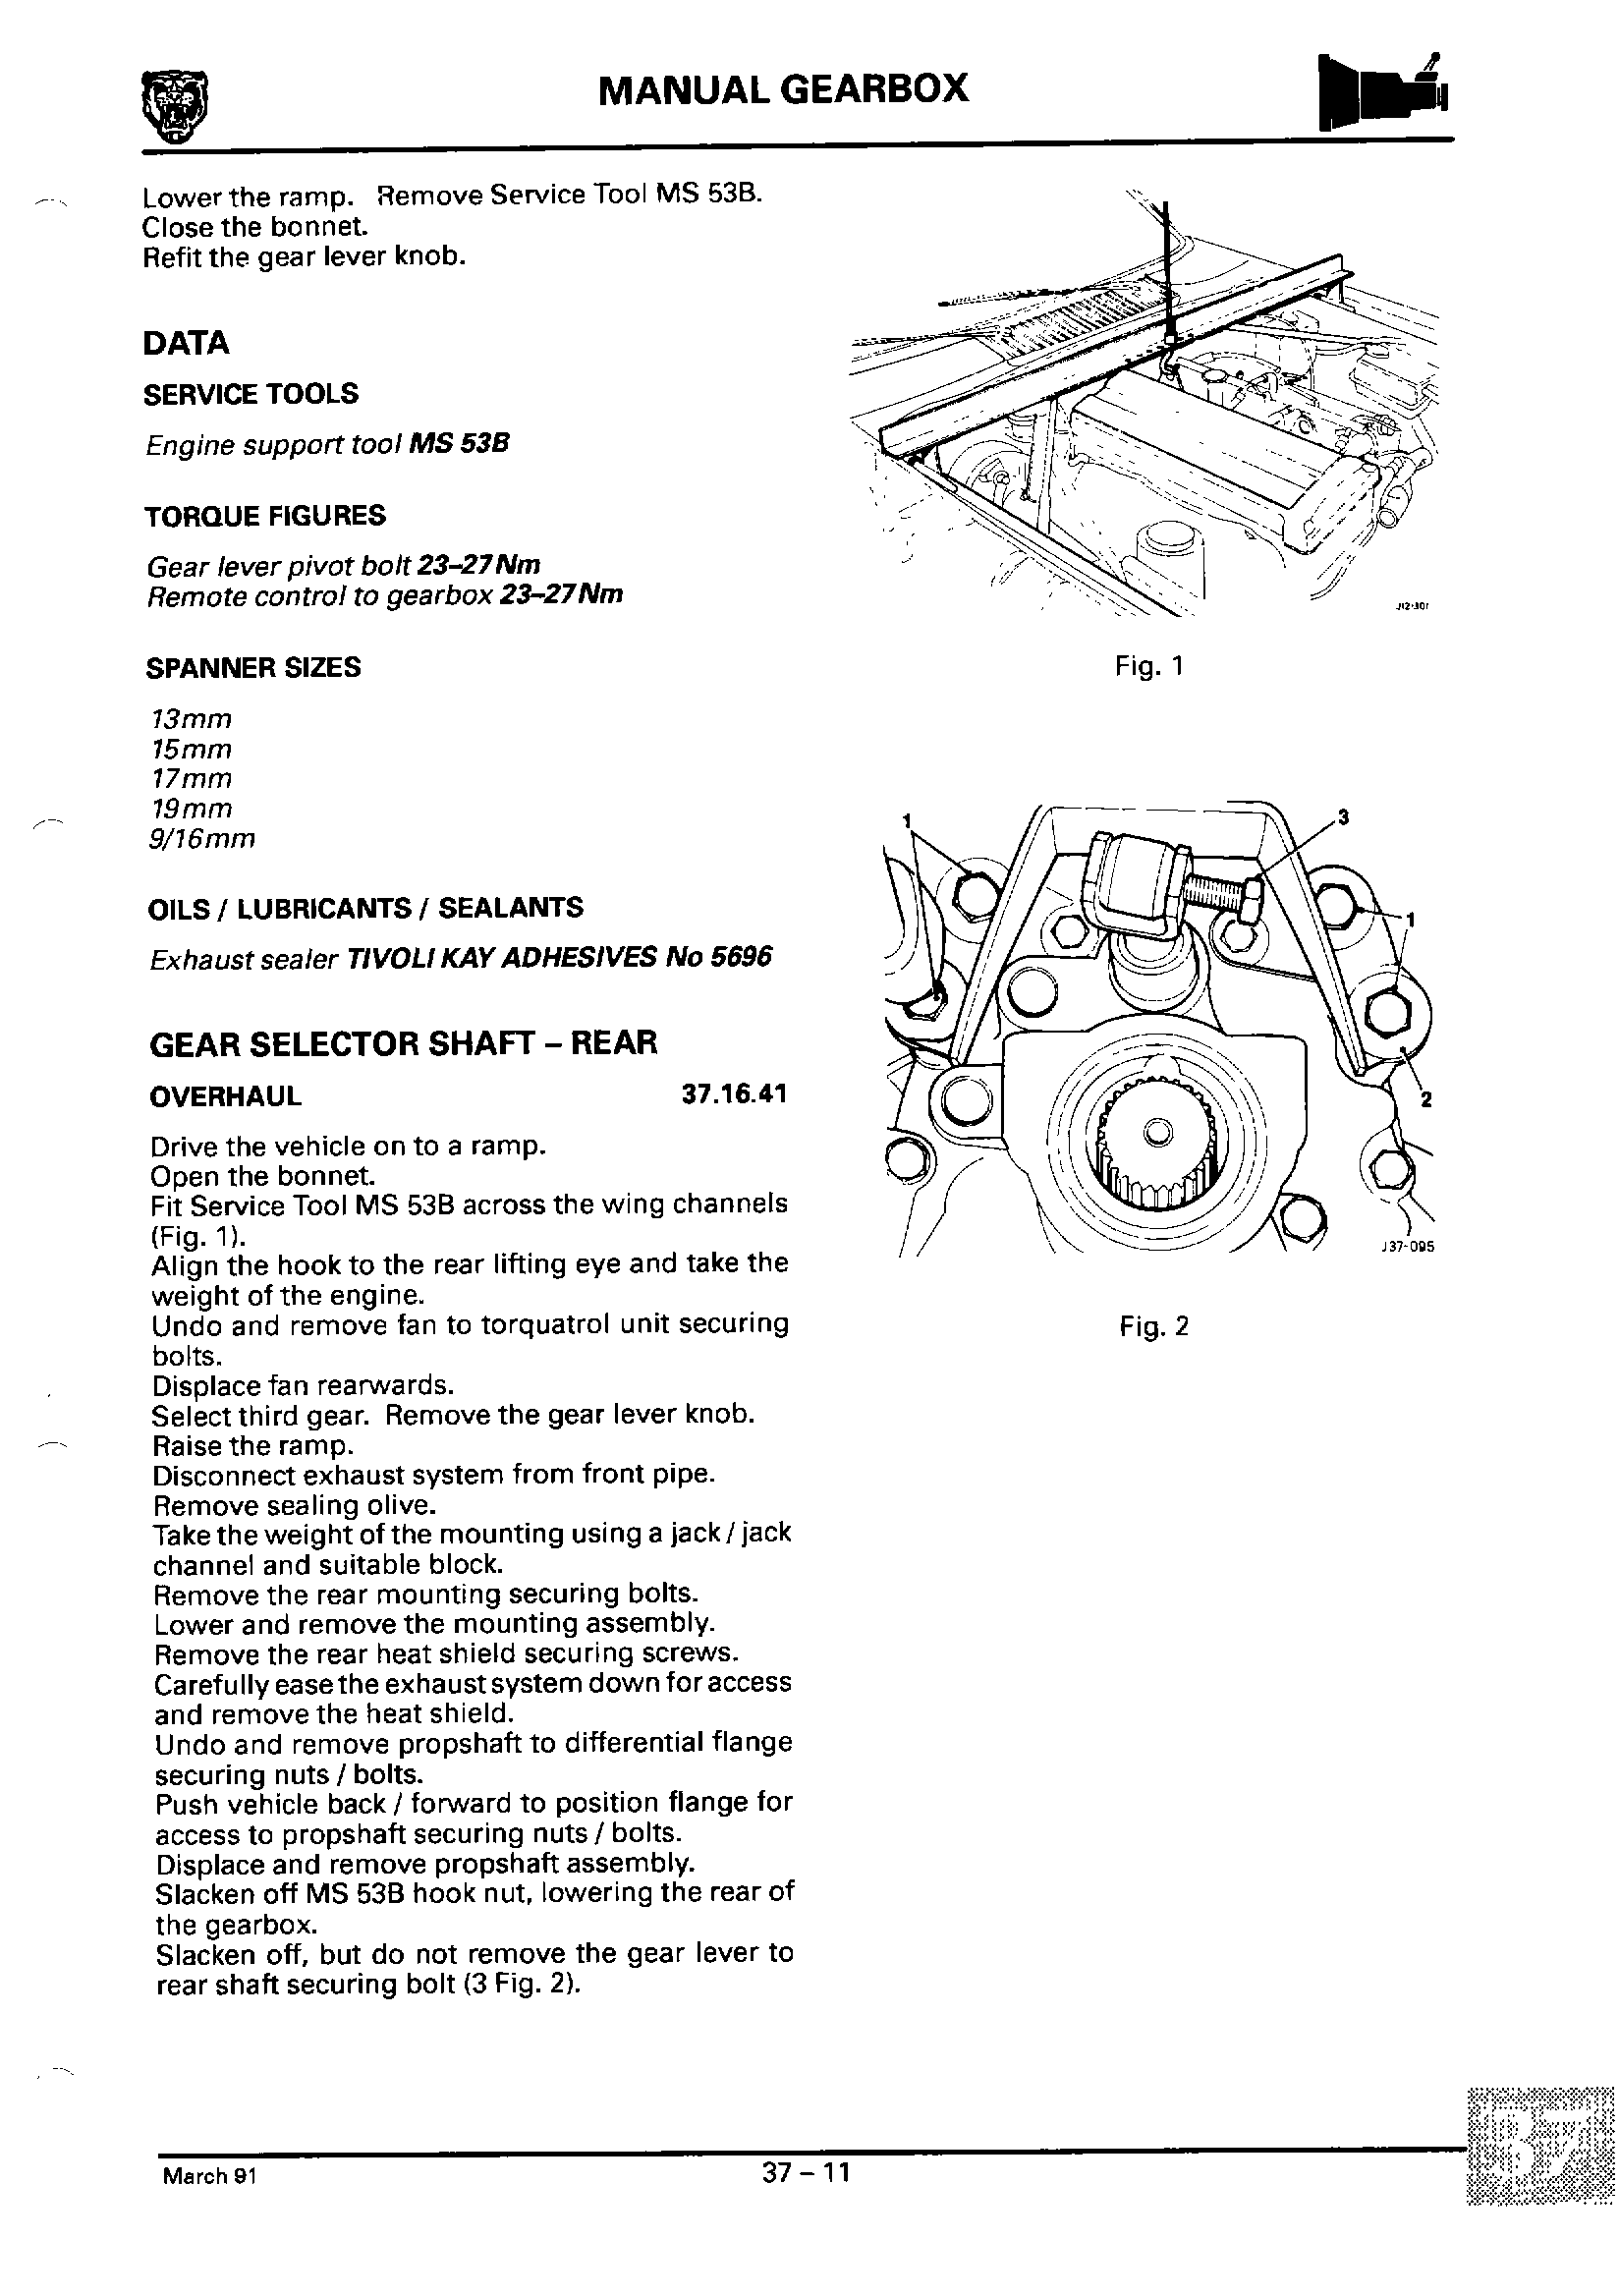 MANUAL GEARBOX
Lower the ramp. Remove Service Tool MS 53B.
Close the bonnet.
Refit the gear lever knob.
DATA
SERVICE TOOLS
Engine support tool MS 53B
TORQUE FIGURES
Gear lever pivot bolt 23–27Nm
Remote control to gearbox 23–27Nm
SPANNER SIZES
13mm
15mm
17mm
19mm
9/16mm
OILS / LUBRICANTS / SEALANTS
Exhaust sealer TIVOLI KAY ADHESIVES No 5696
GEAR SELECTOR SHAFT – REAR
OVERHAUL 37.16.41
Drive the vehicle on to a ramp.
Open the bonnet.
Fit Service Tool MS 53B across the wing channels
(Fig. 1).
Align the hook to the rear lifting eye and take the
weight of the engine.
Undo and remove fan to torquatrol unit securing
bolts.
Displace fan rearwards.
Select third gear. Remove the gear lever knob.
Raise the ramp.
Disconnect exhaust system from front pipe.
Remove sealing olive.
Take the weight of the mounting using a jack / jack
channel and suitable block.
Remove the rear mounting securing bolts.
Lower and remove the mounting assembly.
Remove the rear heat shield securing screws.
Carefully ease the exhaust system down for access
and remove the heat shield.
Undo and remove propshaft to differential flange
securing nuts / bolts.
Push vehicle back / forward to position flange for
access to propshaft securing nuts / bolts.
Displace and remove propshaft assembly.
Slacken off MS 53B hook nut, lowering the rear of
the gearbox.
Slacken off, but do not remove the gear lever to
rear shaft securing bolt (3 Fig. 2).
J12-301
Fig. 1
1
3
1
2
J37-095
Fig. 2
March 91
37 – 11
37